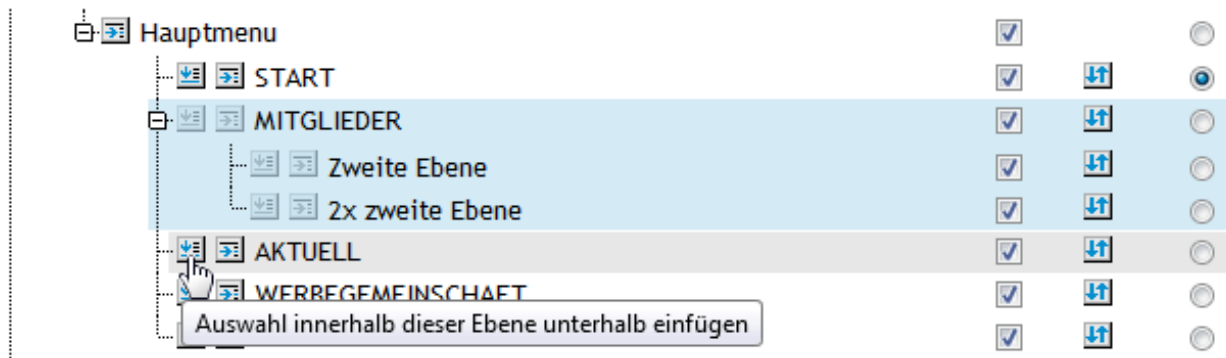 Hauptmenu
START
MITGLIEDER
Zweite Ebene
2x zweite Ebene
AKTUELL
WERBEGEMEINSCHAFT
Auswahl innerhalb dieser Ebene unterhalb einfügen